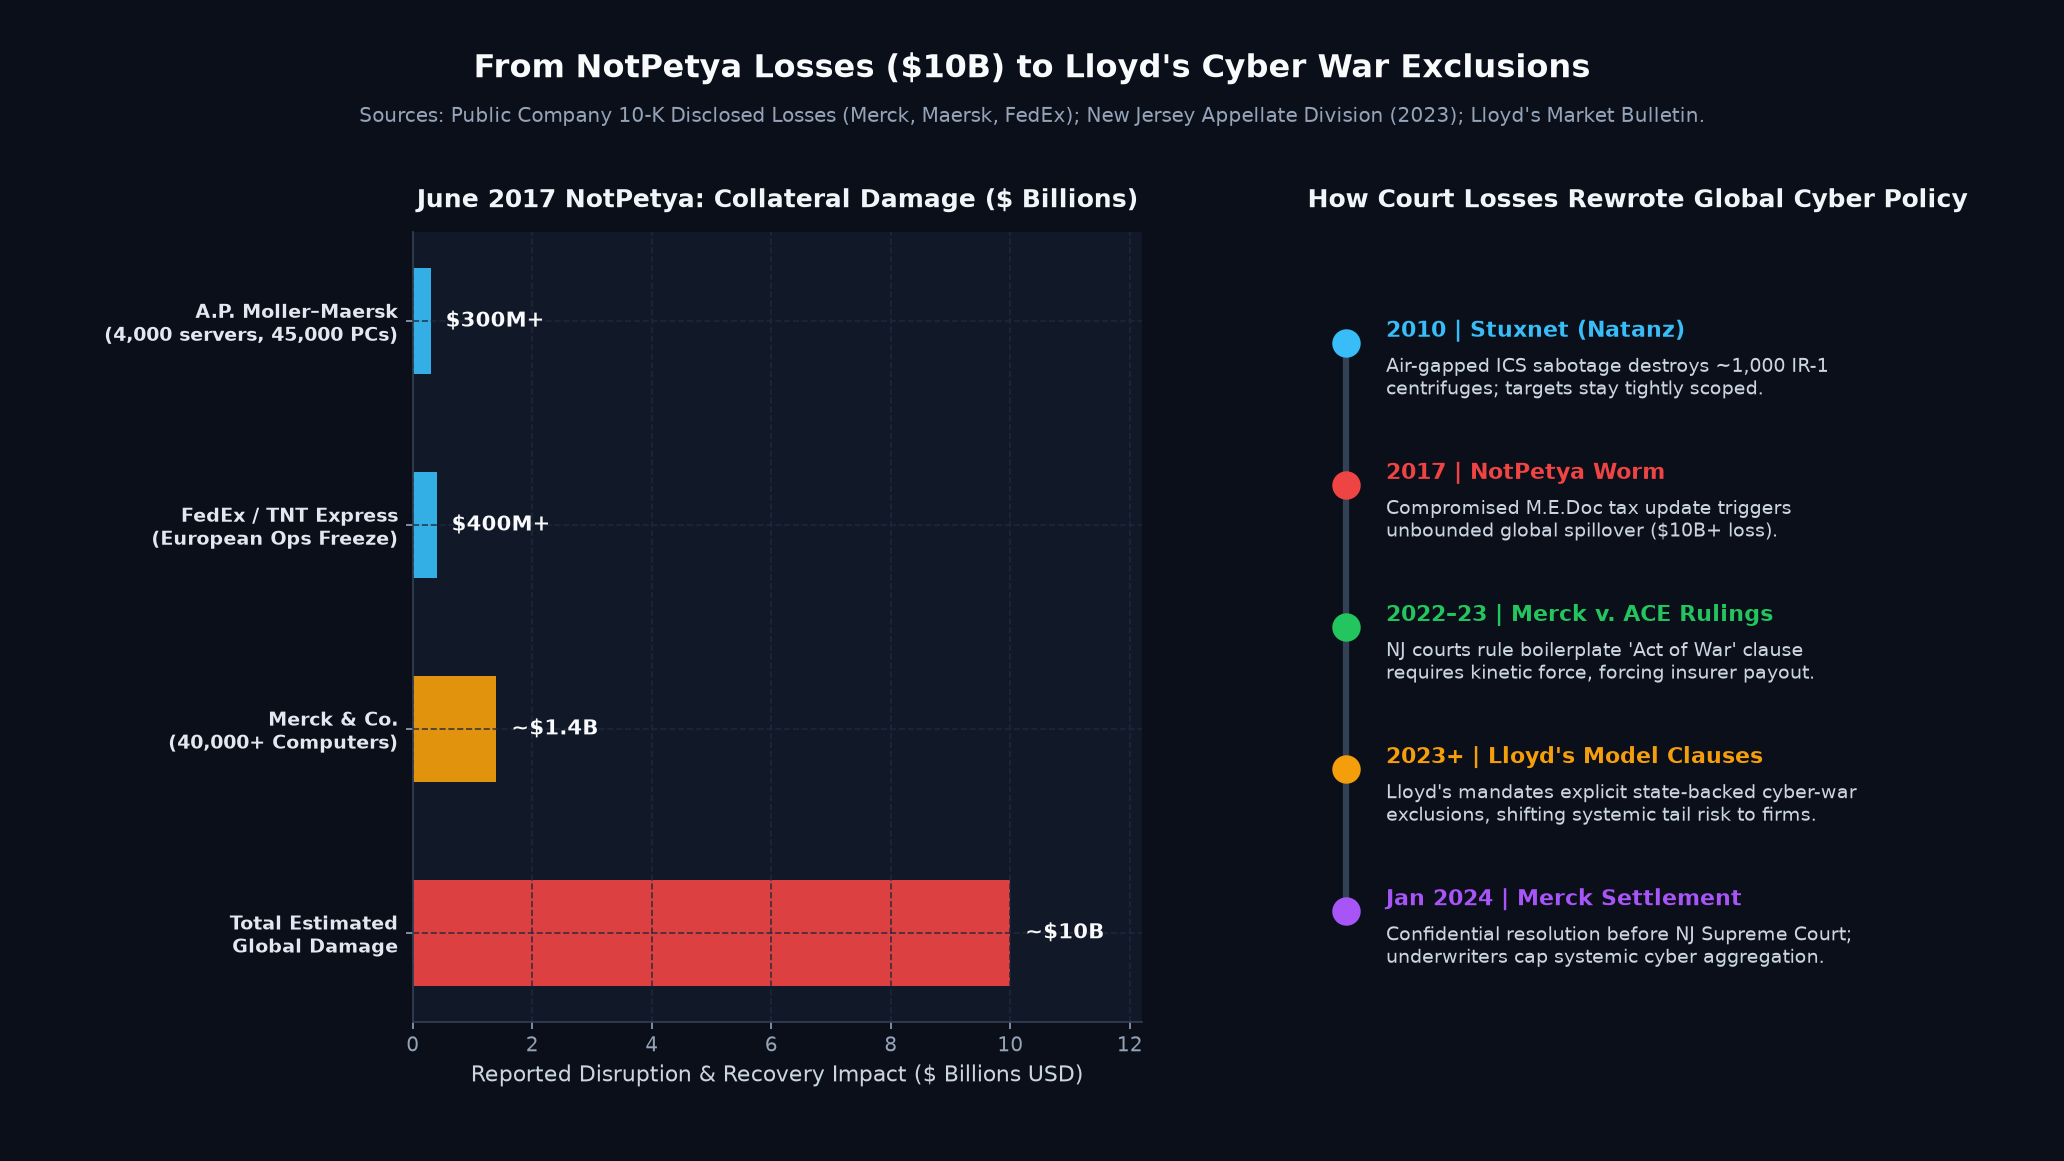 From NotPetya Losses ($10B) to Lloyd's Cyber War Exclusions
Sources: Public Company 10-K Disclosed Losses (Merck, Maersk, FedEx); New Jersey Appellate Division (2023); Lloyd's Market Bulletin.
June 2017 NotPetya: Collateral Damage ($ Billions)
A.P. Moller–Maersk
(4,000 servers, 45,000 PCs)
$300M+
FedEx / TNT Express
(European Ops Freeze)
$400M+
Merck & Co.
(40,000+ Computers)
~$1.4B
Total Estimated
Global Damage
~$10B
0 2 4 6 8 10 12
Reported Disruption & Recovery Impact ($ Billions USD)
How Court Losses Rewrote Global Cyber Policy
2010 | Stuxnet (Natanz)
Air-gapped ICS sabotage destroys ~1,000 IR-1
centrifuges; targets stay tightly scoped.
2017 | NotPetya Worm
Compromised M.E.Doc tax update triggers
unbounded global spillover ($10B+ loss).
2022–23 | Merck v. ACE Rulings
NJ courts rule boilerplate 'Act of War' clause
requires kinetic force, forcing insurer payout.
2023+ | Lloyd's Model Clauses
Lloyd's mandates explicit state-backed cyber-war
exclusions, shifting systemic tail risk to firms.
Jan 2024 | Merck Settlement
Confidential resolution before NJ Supreme Court;
underwriters cap systemic cyber aggregation.